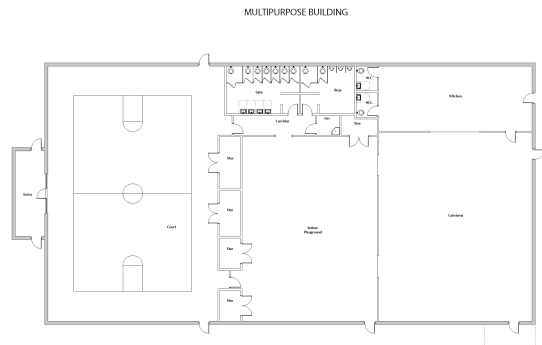 MULTIPURPOSE BUILDING
Girls
Boys
W.C.
W.C.
Kitchen
Corridor
Jan
Stor
Stor
Entry
Stor
Court
Indoor
Playground
Cafeteria
Stor
Stor